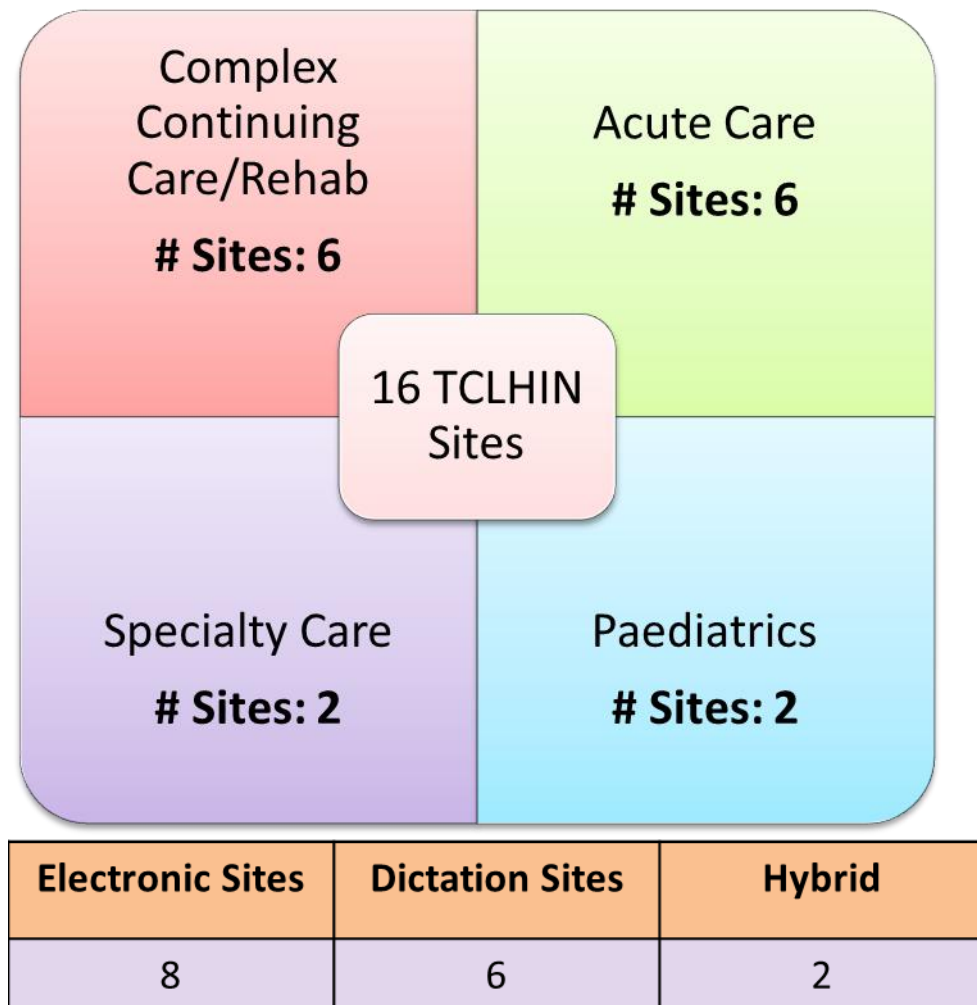 Complex
Continuing
Care/Rehab
# Sites: 6
Acute Care
# Sites: 6
16 TCLHIN
Sites
Specialty Care
# Sites: 2
Paediatrics
# Sites: 2
Electronic Sites Dictation Sites Hybrid
8 6 2